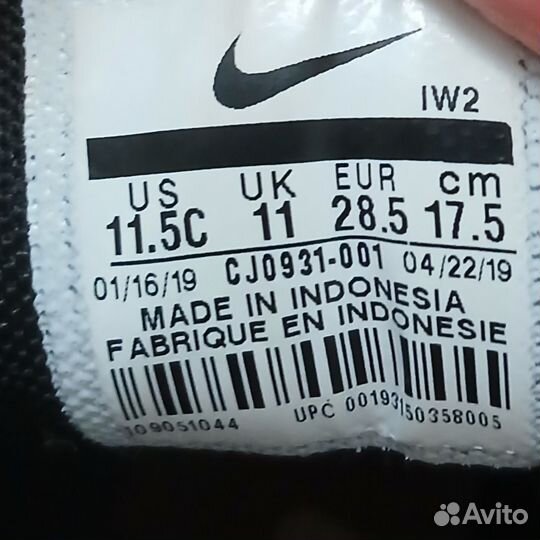 IW2
US UK EUR cm
11.5C 11 28.5 17.5
01/16/19 CJ0931-001 04/22/19
MADE IN INDONESIA
FABRIQUE EN INDONESIE
109051044 UPC 00193150358005
Avito